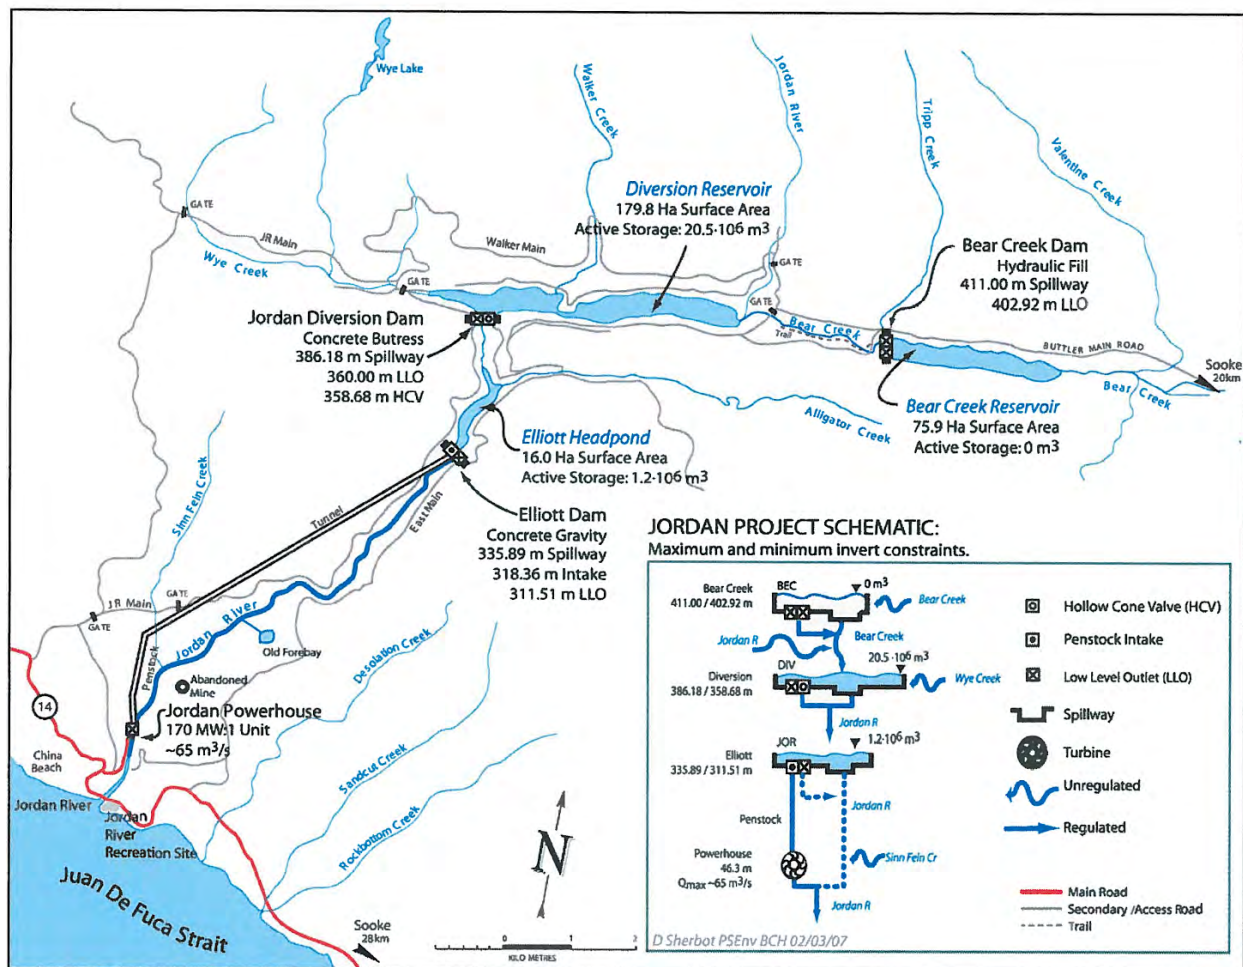 Wye Lake
Walker Creek
Jordan River
Tripp Creek
Valentine Creek
GATE
JR Main
Wye Creek
Walker Main
Diversion Reservoir
179.8 Ha Surface Area
Active Storage: 20.5·10⁶ m³
GATE
GATE
GATE
Bear Creek Dam
Hydraulic Fill
411.00 m Spillway
402.92 m LLO
Jordan Diversion Dam
Concrete Butress
386.18 m Spillway
360.00 m LLO
358.68 m HCV
Bear Creek
Trail
BUTTLER MAIN ROAD
Sooke
20km
Bear Creek
Bear Creek Reservoir
75.9 Ha Surface Area
Active Storage: 0 m³
Alligator Creek
Elliott Headpond
16.0 Ha Surface Area
Active Storage: 1.2·10⁶ m³
Sinn Fein Creek
Tunnel
East Main
Elliott Dam
Concrete Gravity
335.89 m Spillway
318.36 m Intake
311.51 m LLO
JR Main
GATE
GATE
Jordan River
Old Forebay
Penstock
Abandoned
Mine
Desolation Creek
Jordan Powerhouse
170 MW:1 Unit
~65 m³/s
14
China
Beach
Sandcut Creek
Rockbottom Creek
Jordan River
Jordan
River
Recreation Site
Juan De Fuca Strait
Sooke
28km
N
0
1
2
KILO METRES
JORDAN PROJECT SCHEMATIC:
Maximum and minimum invert constraints.
Bear Creek
411.00 / 402.92 m
BEC
0 m³
Bear Creek
Jordan R
Bear Creek
20.5 ·10⁶ m³
Diversion
386.18 / 358.68 m
DIV
Wye Creek
Jordan R
1.2·10⁶ m³
Elliott
335.89 / 311.51 m
JOR
Jordan R
Penstock
Powerhouse
46.3 m
Qmax ~65 m³/s
Sinn Fein Cr
Jordan R
Hollow Cone Valve (HCV)
Penstock Intake
Low Level Outlet (LLO)
Spillway
Turbine
Unregulated
Regulated
Main Road
Secondary /Access Road
Trail
D Sherbot PSEnv BCH 02/03/07